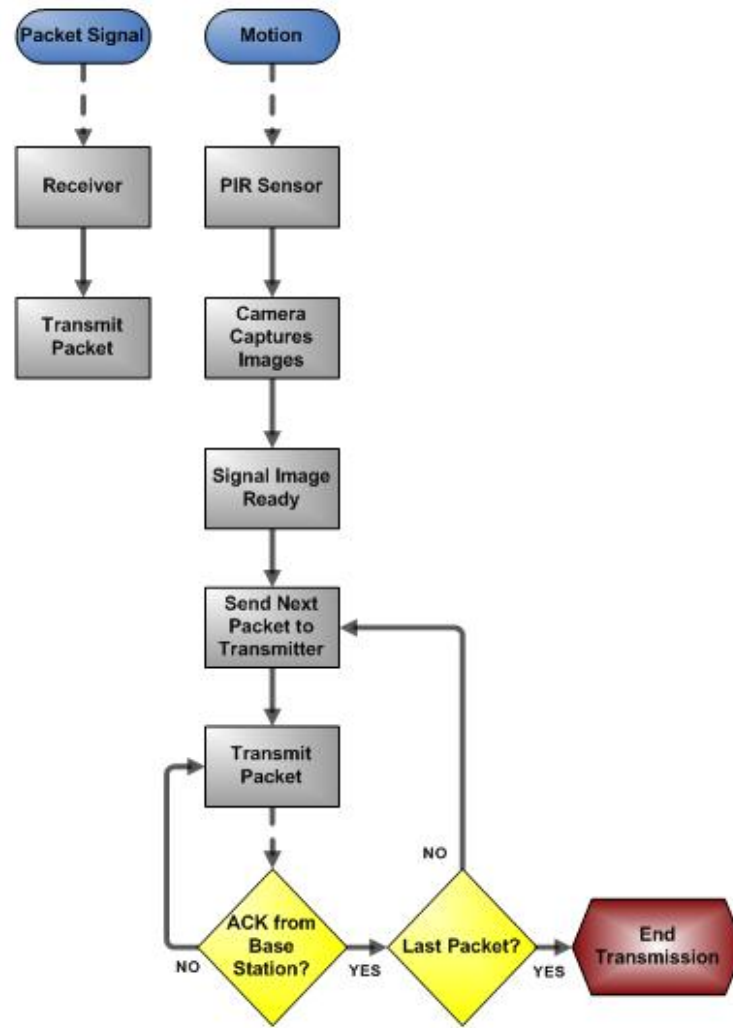 Packet Signal
Motion
Receiver
PIR Sensor
Transmit
Packet
Camera
Captures
Images
Signal Image
Ready
Send Next
Packet to
Transmitter
Transmit
Packet
NO
ACK from
Base
Station?
NO
YES
Last Packet?
YES
End
Transmission